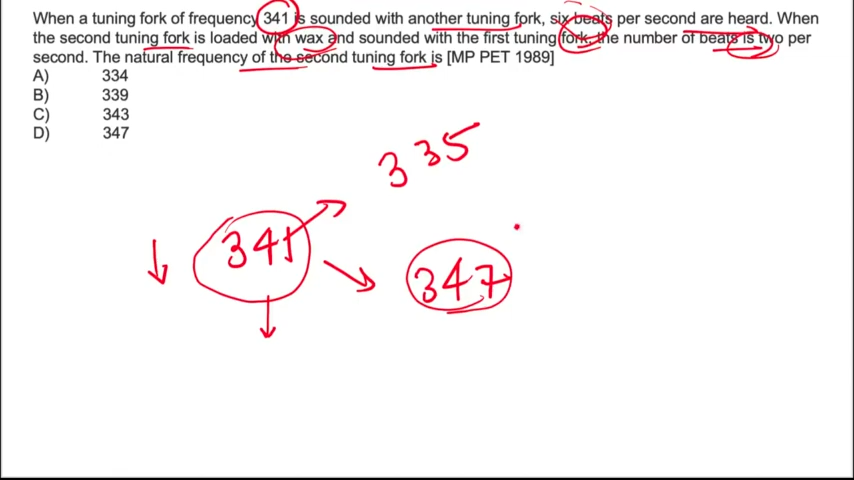 When a tuning fork of frequency 341 is sounded with another tuning fork, six beats per second are heard. When
the second tuning fork is loaded with wax and sounded with the first tuning fork, the number of beats is two per
second. The natural frequency of the second tuning fork is [MP PET 1989]
A) 334
B) 339
C) 343
D) 347
335
341
347